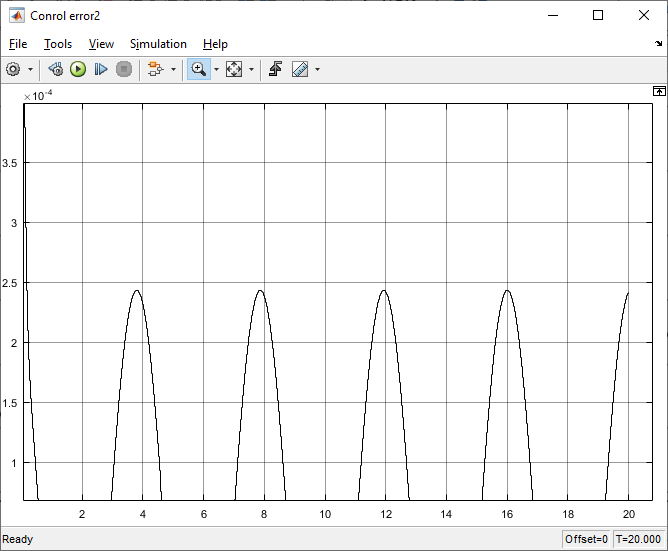 Conrol error2
File Tools View Simulation Help
×10-4
3.5
3
2.5
2
1.5
1
2 4 6 8 10 12 14 16 18 20
Ready Offset=0 T=20.000